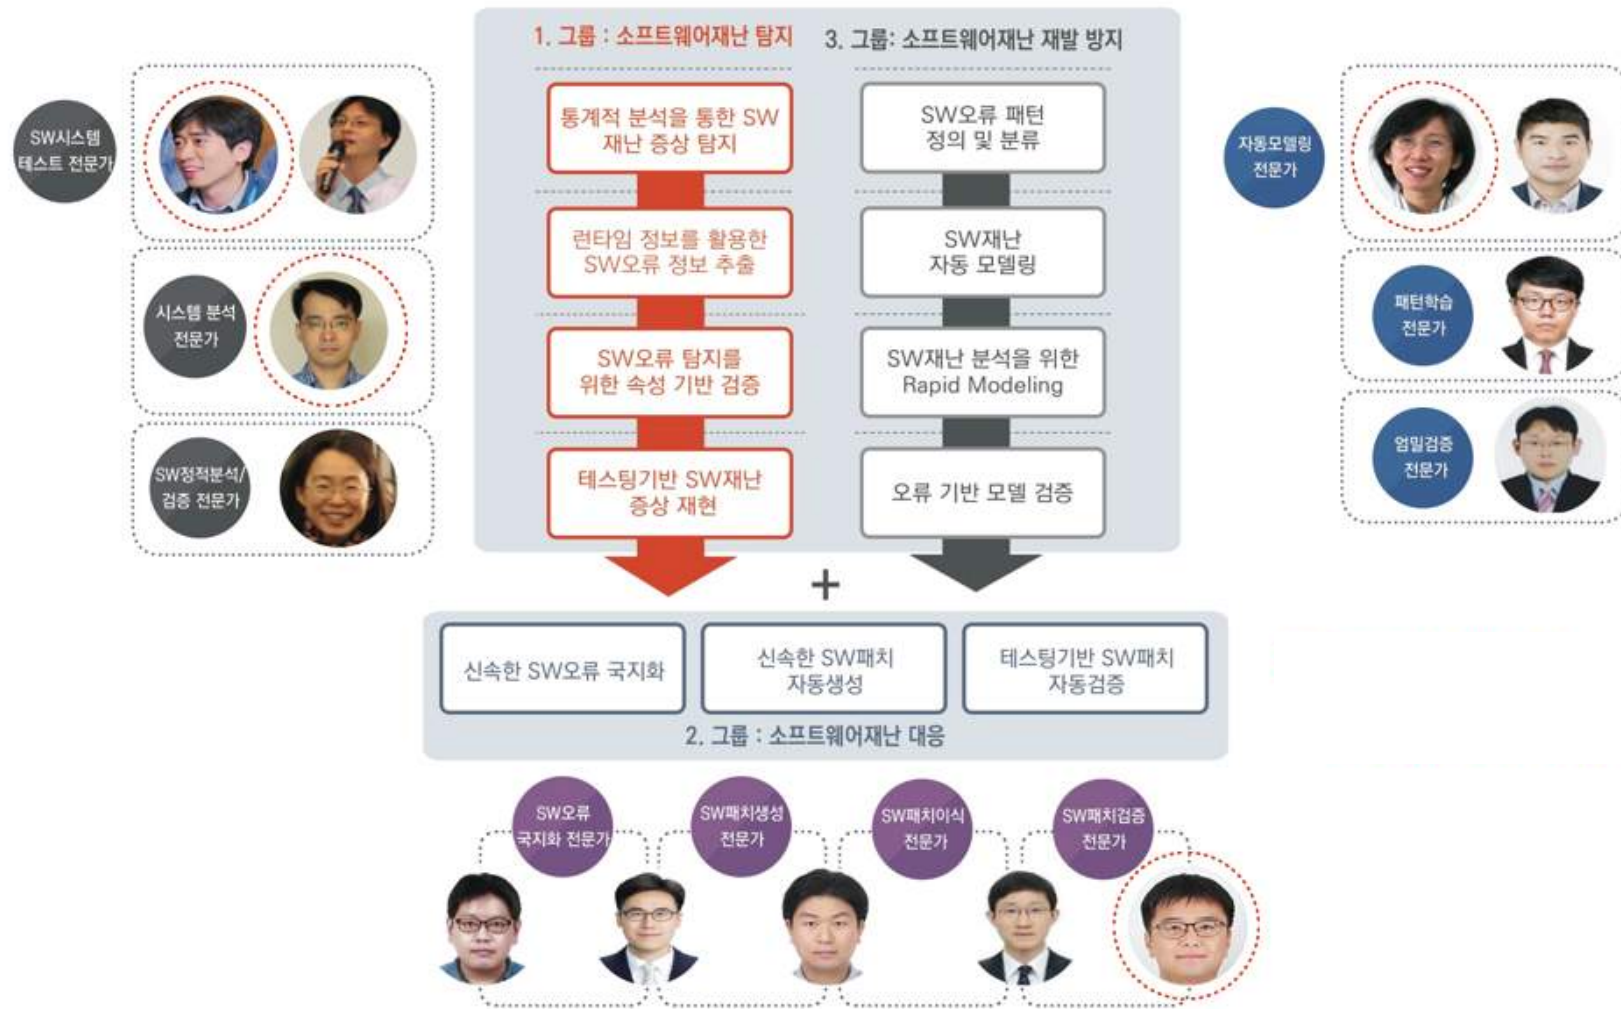 1. 그룹 : 소프트웨어재난 탐지
3. 그룹: 소프트웨어재난 재발 방지
SW시스템
테스트 전문가
시스템 분석
전문가
SW정적분석/
검증 전문가
통계적 분석을 통한 SW
재난 증상 탐지
런타임 정보를 활용한
SW오류 정보 추출
SW오류 탐지를
위한 속성 기반 검증
테스팅기반 SW재난
증상 재현
SW오류 패턴
정의 및 분류
SW재난
자동 모델링
SW재난 분석을 위한
Rapid Modeling
오류 기반 모델 검증
자동모델링
전문가
패턴학습
전문가
엄밀검증
전문가
+
신속한 SW오류 국지화
신속한 SW패치
자동생성
테스팅기반 SW패치
자동검증
2. 그룹 : 소프트웨어재난 대응
SW오류
국지화 전문가
SW패치생성
전문가
SW패치이식
전문가
SW패치검증
전문가